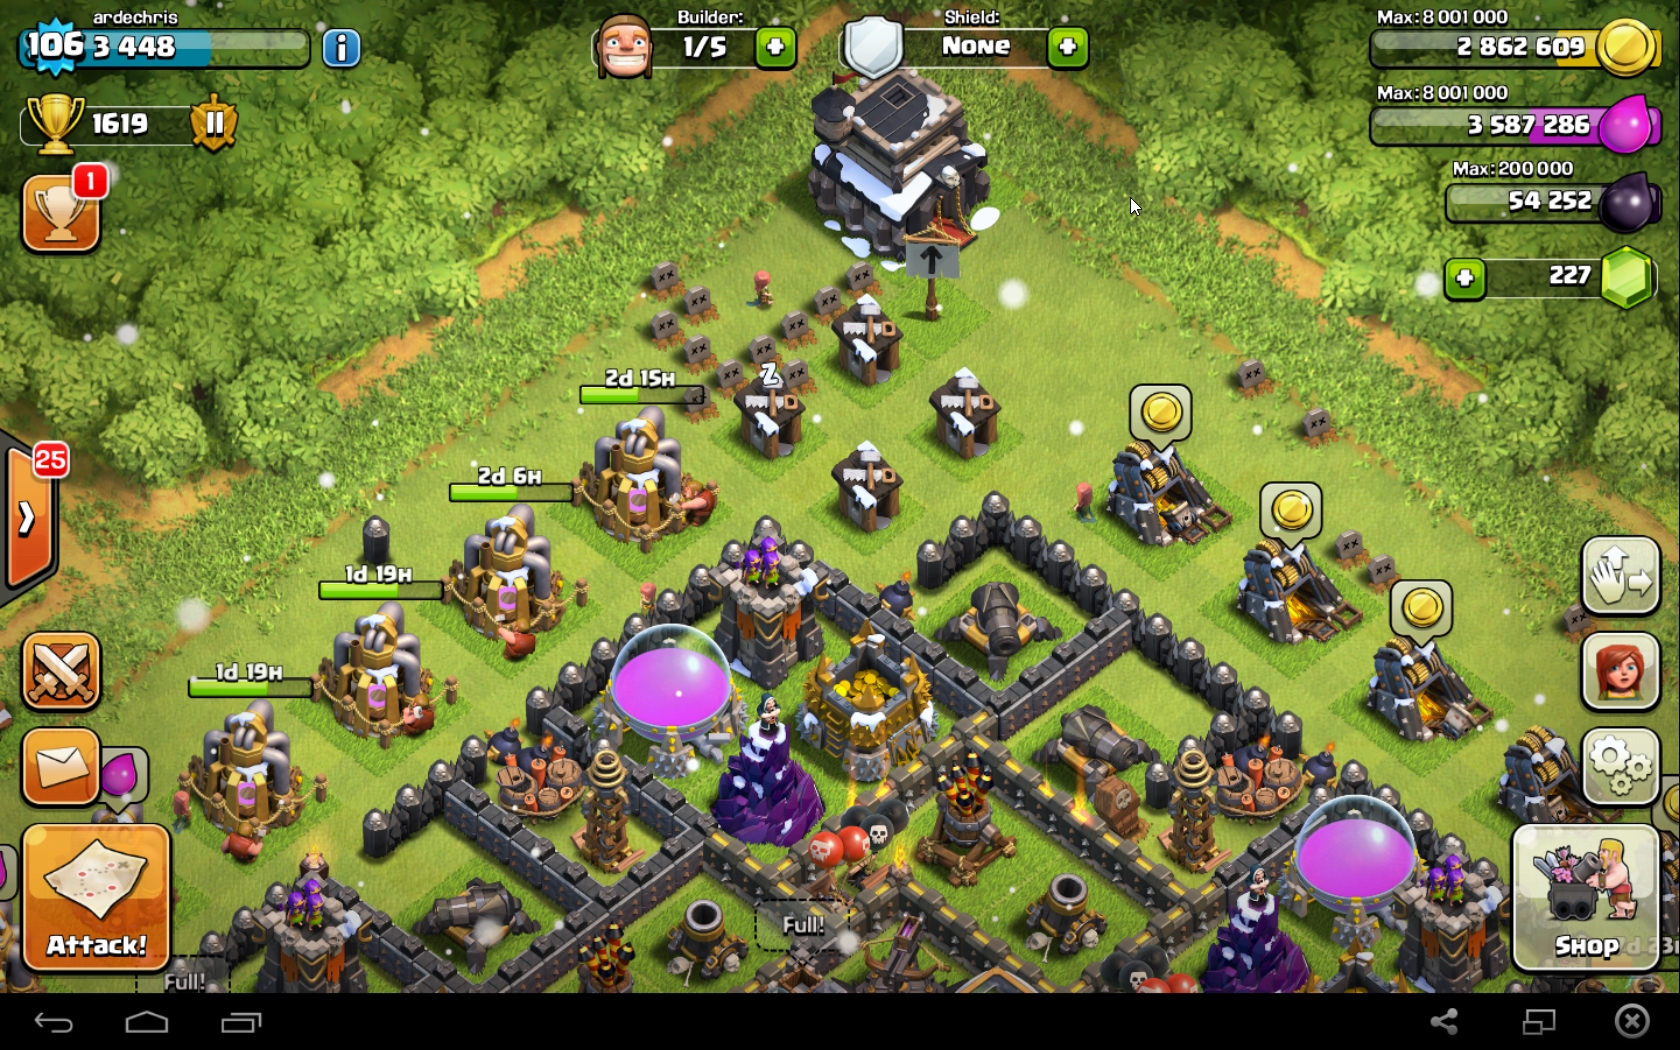 ardechris
106 3 448
i
Builder:
1/5
Shield:
None
Max: 8 001 000
2 862 609
1619
II
Max: 8 001 000
3 587 286
Max: 200 000
54 252
1
227
Z
2d 15H
25
2d 6H
1d 19H
1d 19H
Full!
Attack!
Shop
Full!